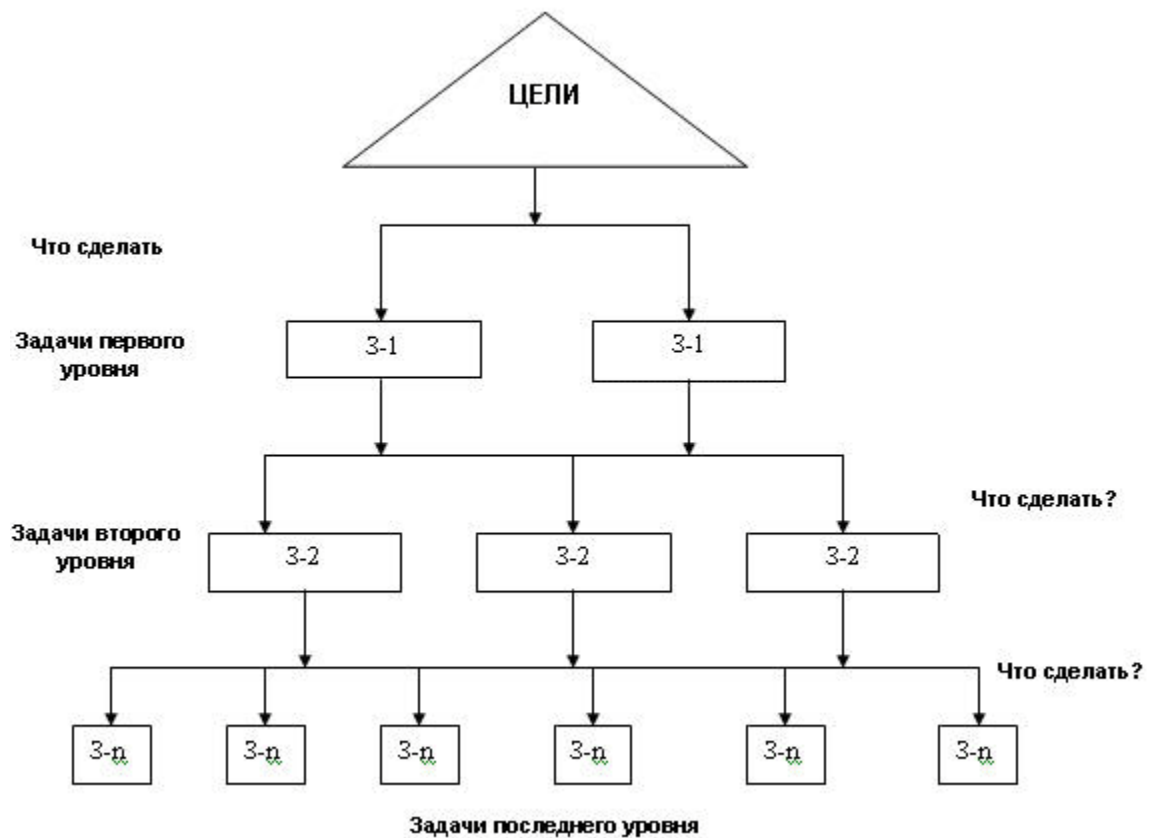 ЦЕЛИ
Что сделать
Задачи первого
уровня
З-1
З-1
Что сделать?
Задачи второго
уровня
З-2
З-2
З-2
Что сделать?
З-n
З-n
З-n
З-n
З-n
З-n
Задачи последнего уровня